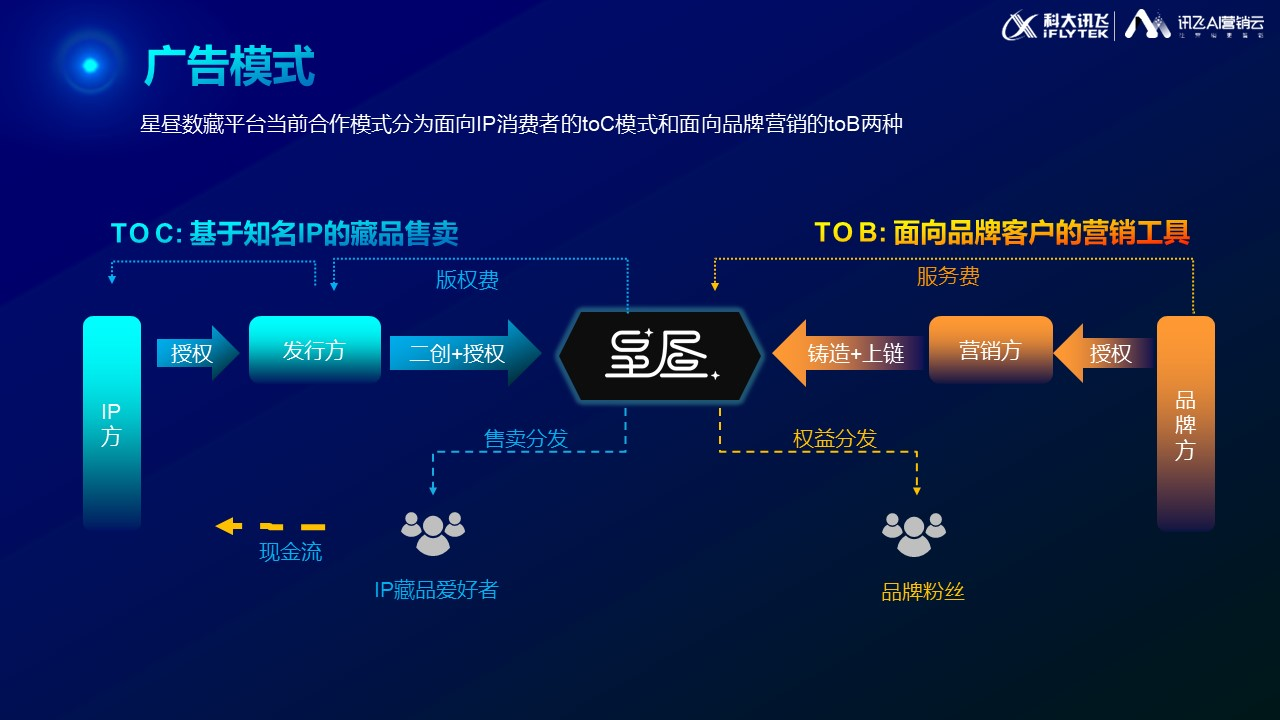 科大讯飞
iFLYTEK
讯飞AI营销云
广告模式
星昼数藏平台当前合作模式分为面向IP消费者的toC模式和面向品牌营销的toB两种
TO C: 基于知名IP的藏品售卖
TO B: 面向品牌客户的营销工具
版权费
服务费
IP
方
授权
发行方
二创+授权
星昼
铸造+上链
营销方
授权
品
牌
方
售卖分发
权益分发
现金流
IP藏品爱好者
品牌粉丝